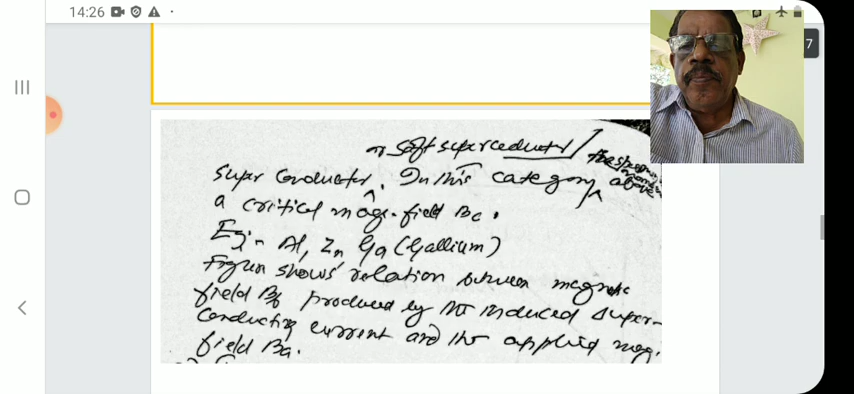 14:26
7
or Soft superconductor /
Super Conductor. In this category above
a critical mag. field Bc.
Eg:- Al, Zn Ga (Gallium)
Figure shows relation between magnetic
field B produced by the induced super-
conducting current and the applied mag.
field Ba.